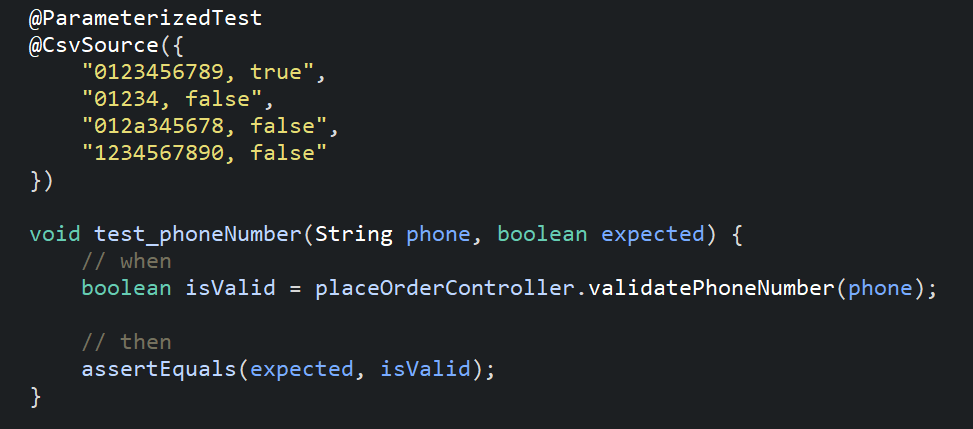 @ParameterizedTest
@CsvSource({
    "0123456789, true",
    "01234, false",
    "012a345678, false",
    "1234567890, false"
})

void test_phoneNumber(String phone, boolean expected) {
    // when
    boolean isValid = placeOrderController.validatePhoneNumber(phone);

    // then
    assertEquals(expected, isValid);
}